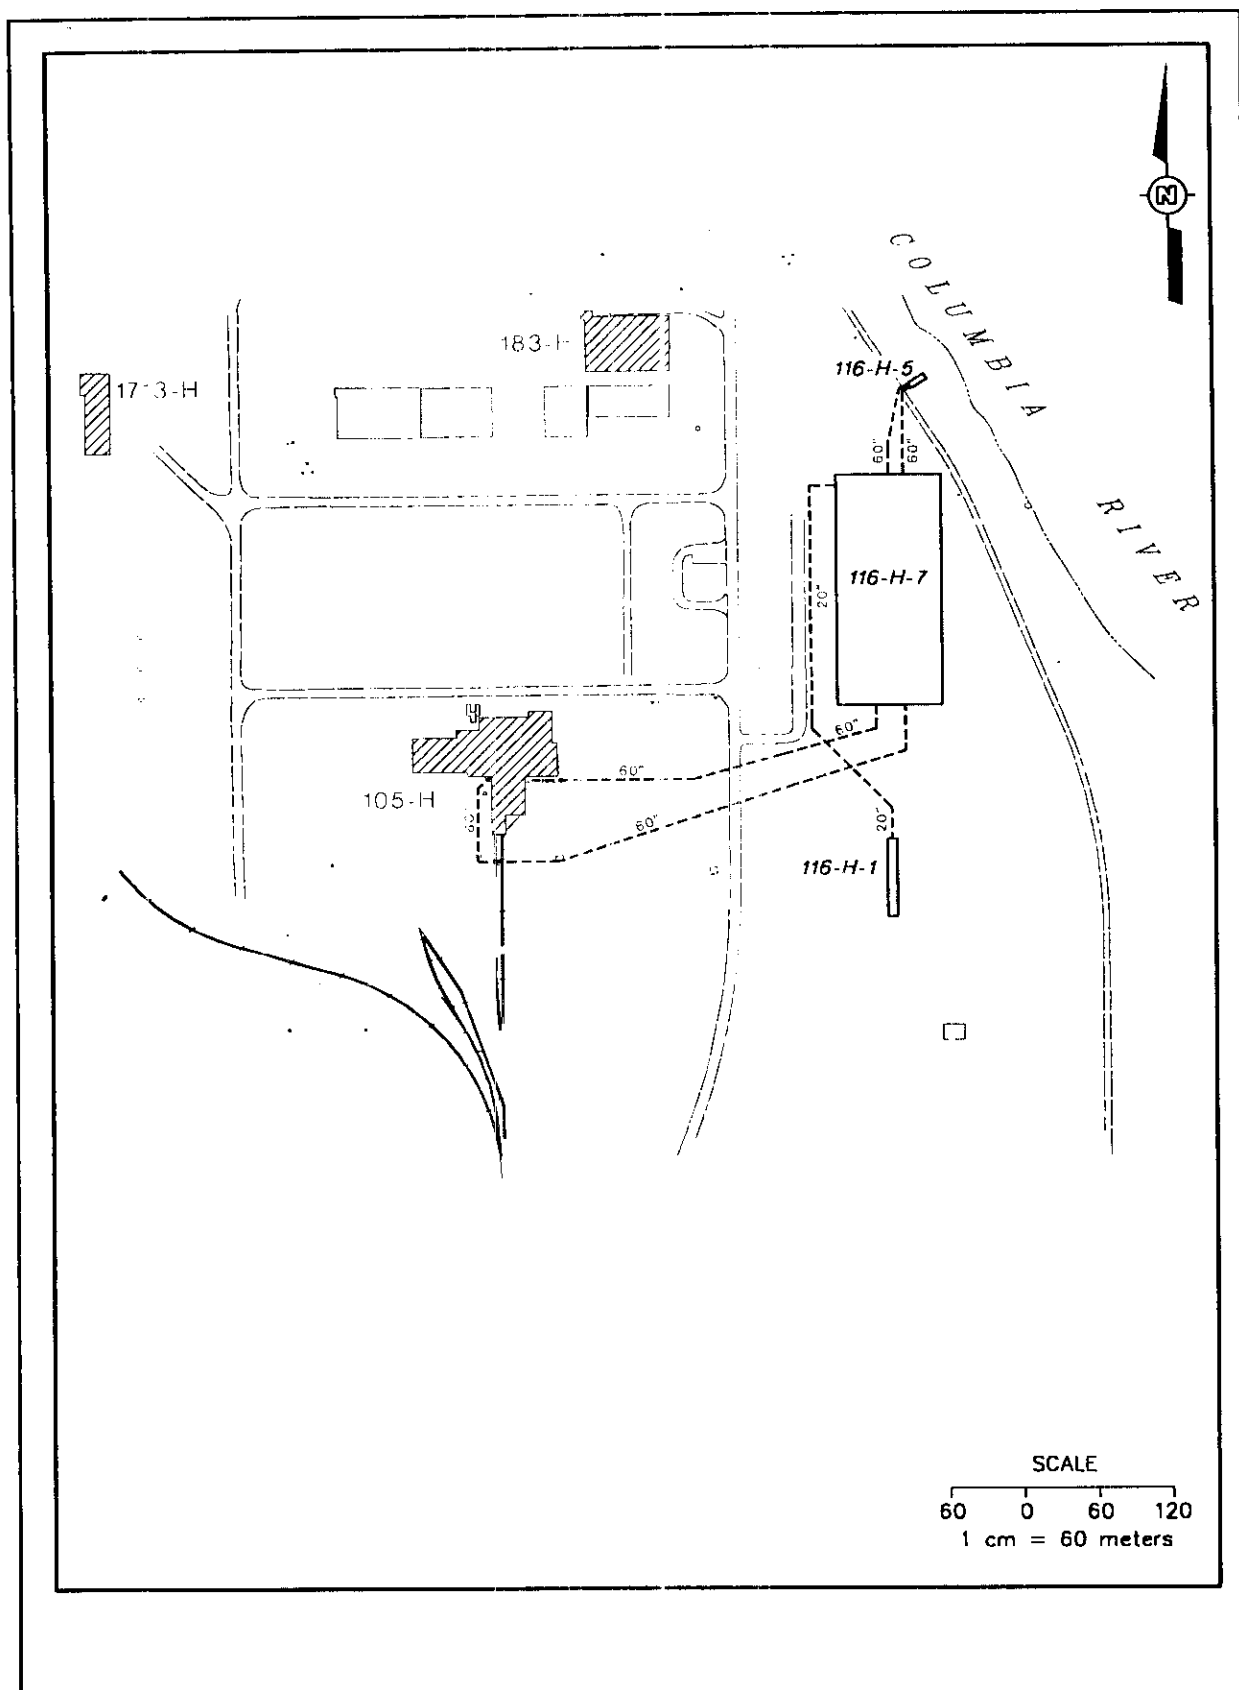 N
COLUMBIA RIVER
183-H
1713-H
116-H-5
60"
60"
116-H-7
20"
60"
60"
105-H
60"
20"
116-H-1
SCALE
60 0 60 120
1 cm = 60 meters